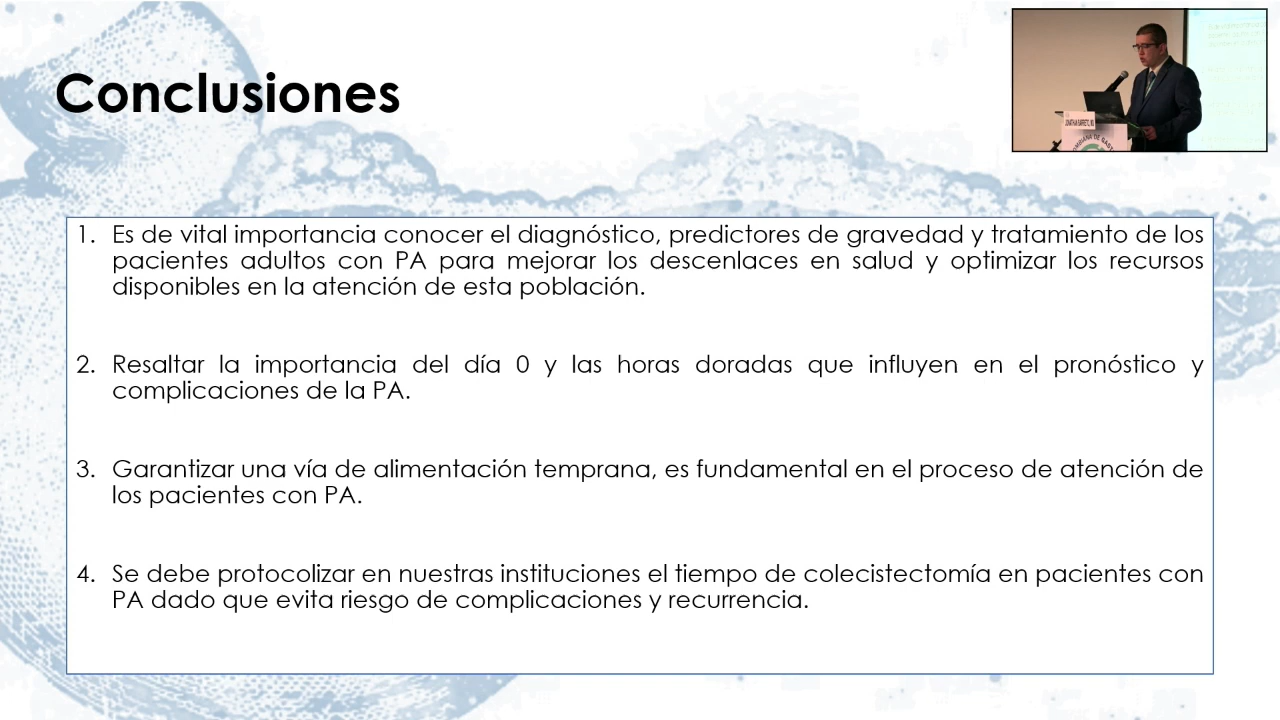 Conclusiones
1. Es de vital importancia conocer el diagnóstico, predictores de gravedad y tratamiento de los
pacientes adultos con PA para mejorar los descenlaces en salud y optimizar los recursos
disponibles en la atención de esta población.
2. Resaltar la importancia del día 0 y las horas doradas que influyen en el pronóstico y
complicaciones de la PA.
3. Garantizar una vía de alimentación temprana, es fundamental en el proceso de atención de
los pacientes con PA.
4. Se debe protocolizar en nuestras instituciones el tiempo de colecistectomía en pacientes con
PA dado que evita riesgo de complicaciones y recurrencia.